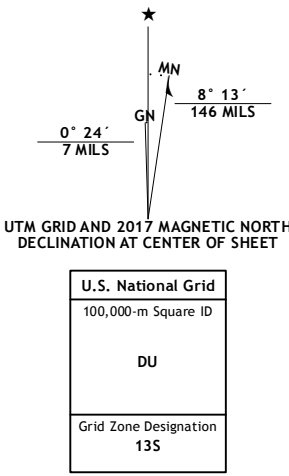 MN
8° 13´
146 MILS
GN
0° 24´
7 MILS
UTM GRID AND 2017 MAGNETIC NORTH
DECLINATION AT CENTER OF SHEET
U.S. National Grid
100,000-m Square ID
DU
Grid Zone Designation
13S